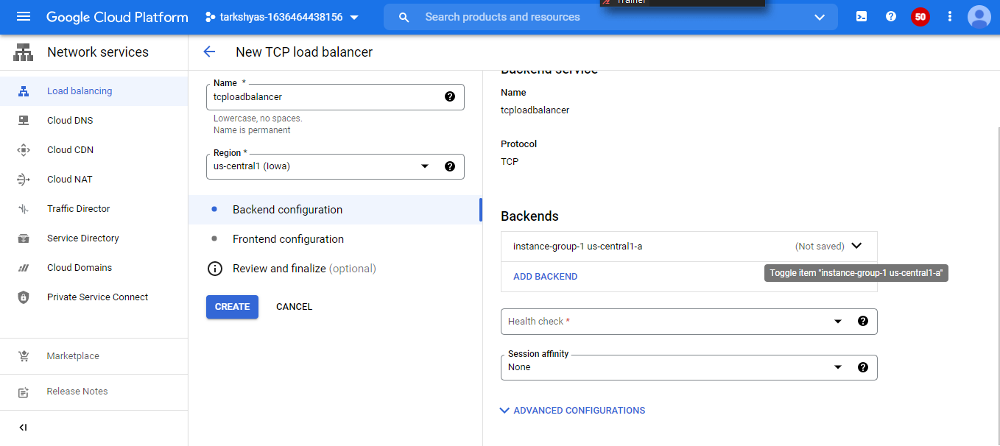 Trainer
Google Cloud Platform
tarkshyas-1636464438156
Search products and resources
50
Network services
New TCP load balancer
Load balancing
Cloud DNS
Cloud CDN
Cloud NAT
Traffic Director
Service Directory
Cloud Domains
Private Service Connect
Marketplace
Release Notes
Name *
tcploadbalancer
Lowercase, no spaces.
Name is permanent
Region *
us-central1 (Iowa)
Backend configuration
Frontend configuration
Review and finalize (optional)
CREATE CANCEL
Backend service
Name
tcploadbalancer
Protocol
TCP
Backends
instance-group-1 us-central1-a (Not saved)
Toggle item "instance-group-1 us-central1-a"
ADD BACKEND
Health check *
Session affinity
None
ADVANCED CONFIGURATIONS